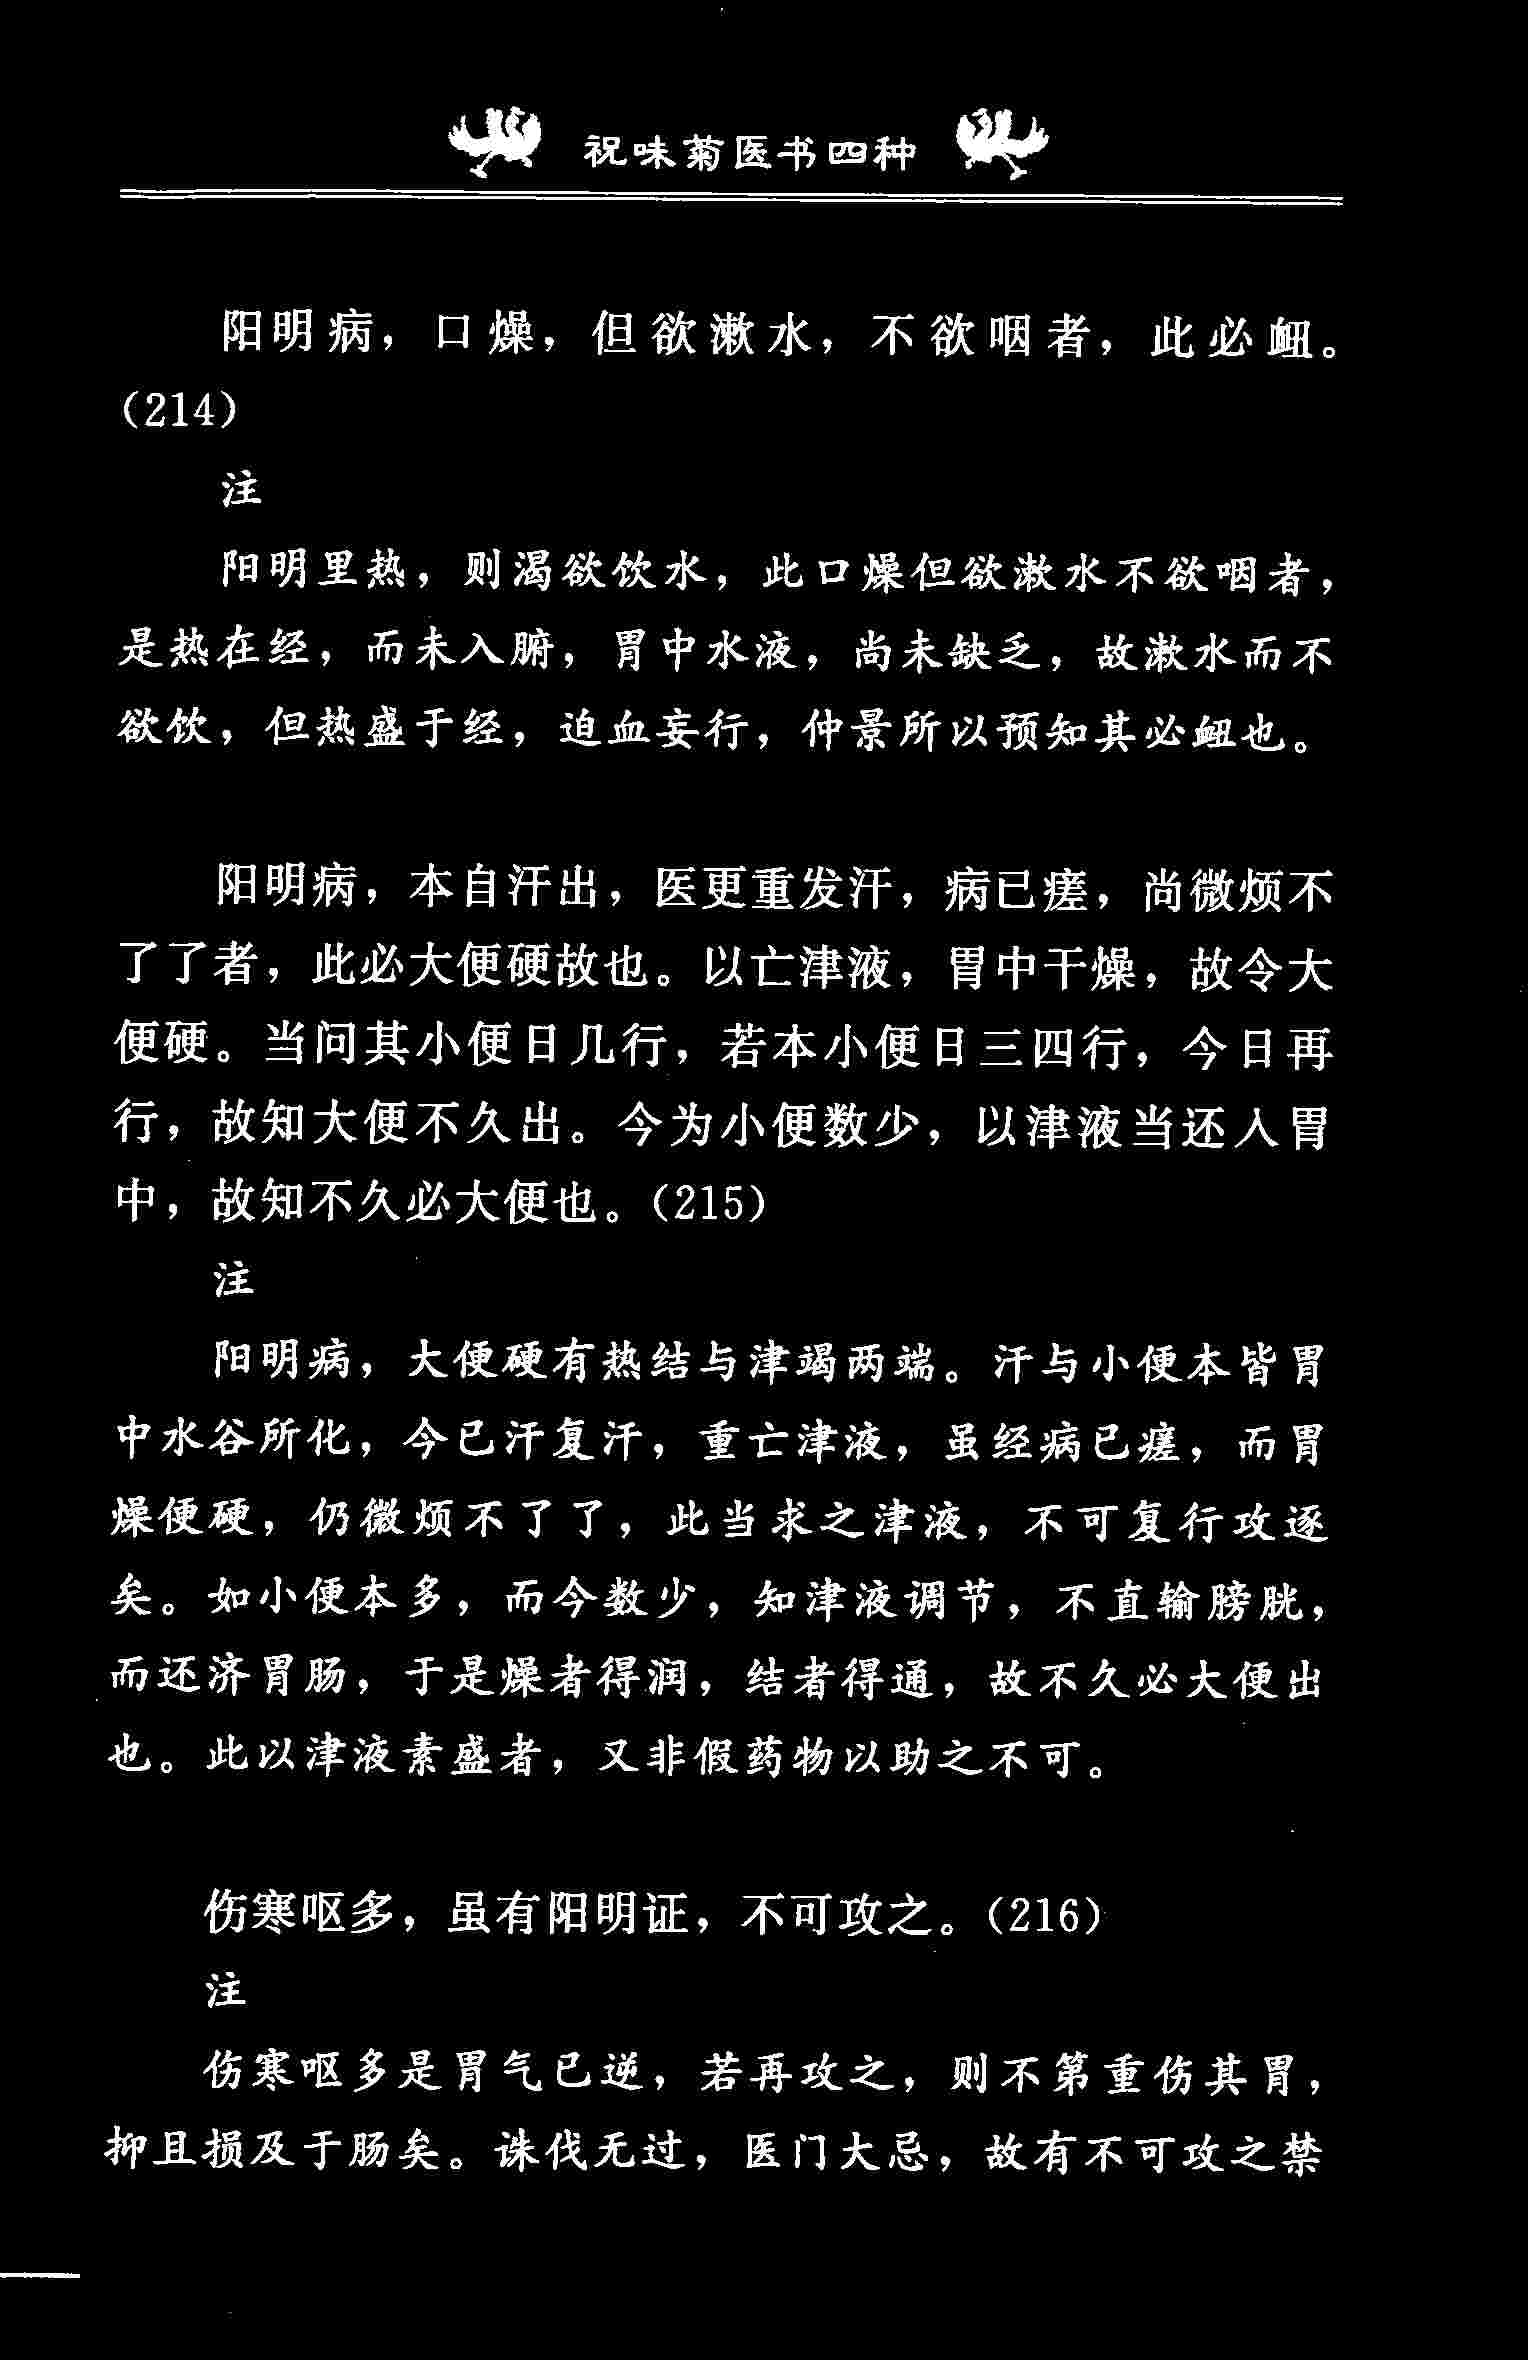 祝味菊医书四种
阳明病，口燥，但欲漱水，不欲咽者，此必衄。
（214）
注
阳明里热，则渴欲饮水，此口燥但欲漱水不欲咽者，
是热在经，而未入腑，胃中水液，尚未缺乏，故漱水而不
欲饮，但热盛于经，迫血妄行，仲景所以预知其必衄也。
阳明病，本自汗出，医更重发汗，病已瘥，尚微烦不
了了者，此必大便硬故也。以亡津液，胃中干燥，故令大
便硬。当问其小便日几行，若本小便日三四行，今日再
行，故知大便不久出。今为小便数少，以津液当还入胃
中，故知不久必大便也。（215）
注
阳明病，大便硬有热结与津竭两端。汗与小便本皆胃
中水谷所化，今已汗复汗，重亡津液，虽经病已瘥，而胃
燥便硬，仍微烦不了了，此当求之津液，不可复行攻逐
矣。如小便本多，而今数少，知津液调节，不直输膀胱，
而还济胃肠，于是燥者得润，结者得通，故不久必大便出
也。此以津液素盛者，又非假药物以助之不可。
伤寒呕多，虽有阳明证，不可攻之。（216）
注
伤寒呕多是胃气已逆，若再攻之，则不第重伤其胃，
抑且损及于肠矣。诛伐无过，医门大忌，故有不可攻之禁